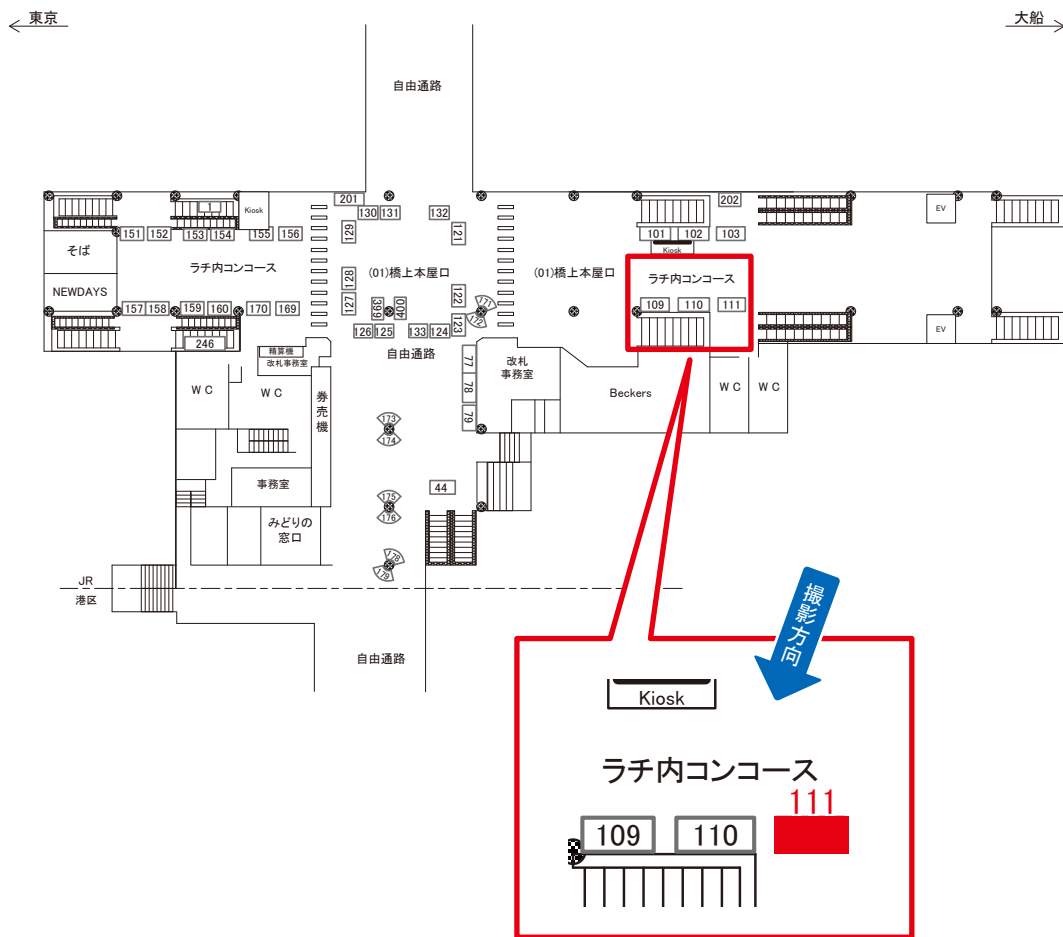 東京
大船
自由通路
201
130 131
132
202
1
Kiosk
EV
129
121
151 152 153 154 155 156
101 102 103
Kiosk
そば
ラチ内コンコース
(01)橋上本屋口
(01)橋上本屋口
ラチ内コンコース
128
NEWDAYS
127
399
400
122
171
172
157 158 159 160 170 169
109 110 111
123
126 125 133 124
EV
246
自由通路
精算機
改札事務室
77
改札
事務室
78
79
W C
W C
Beckers
W C
W C
券売機
173
174
事務室
44
175
176
みどりの
窓口
178
179
JR
港区
撮影方向
自由通路
Kiosk
ラチ内コンコース
111
109
110